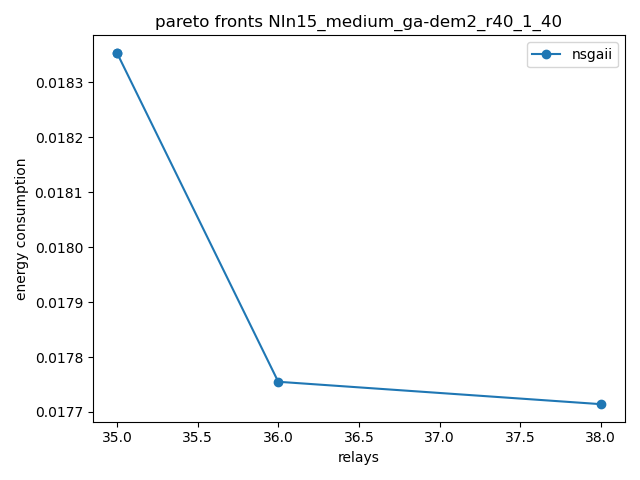 pareto fronts NIn15_medium_ga-dem2_r40_1_40
nsgaii
0.0183
0.0182
0.0181
0.0180
0.0179
0.0178
0.0177
energy consumption
35.0 35.5 36.0 36.5 37.0 37.5 38.0
relays